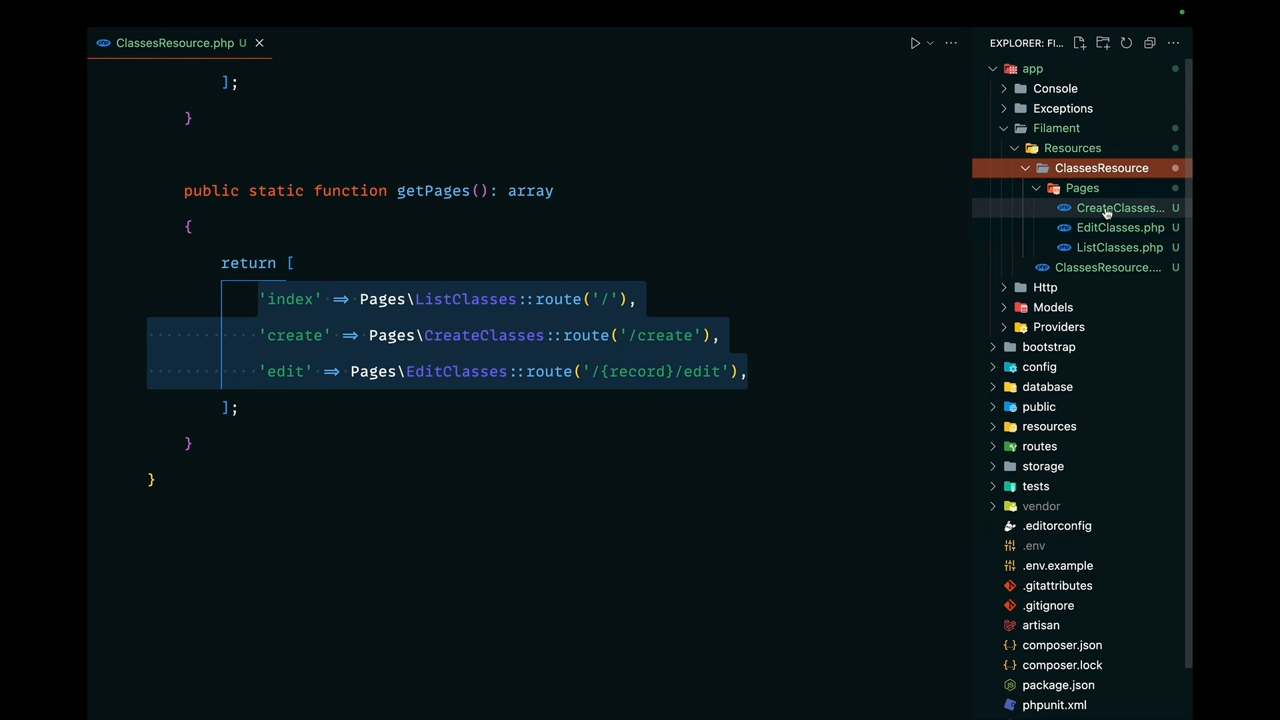 ClassesResource.php U
];
}
public static function getPages(): array
{
return [
'index' => Pages\ListClasses::route('/'),
'create' => Pages\CreateClasses::route('/create'),
'edit' => Pages\EditClasses::route('/{record}/edit'),
];
}
}
EXPLORER: FI...
app
Console
Exceptions
Filament
Resources
ClassesResource
Pages
CreateClasses... U
EditClasses.php U
ListClasses.php U
ClassesResource.... U
Http
Models
Providers
bootstrap
config
database
public
resources
routes
storage
tests
vendor
.editorconfig
.env
.env.example
.gitattributes
.gitignore
artisan
composer.json
composer.lock
package.json
phpunit.xml